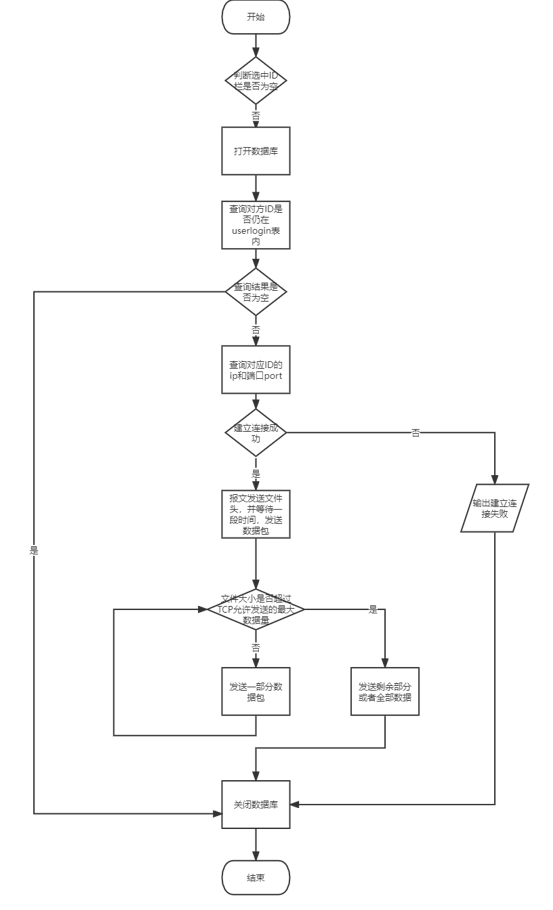 开始
判断选中ID
栏是否为空
否
打开数据库
查询对方ID是
否仍在
userlogin表
内
查询结果是
否为空
否
查询对应ID的
ip和端口port
建立连接成
功
否
是
报文发送文件
头，并等待一
段时间，发送
数据包
输出建立连
接失败
是
文件大小是否超过
TCP允许发送的最大
数据量
是
否
发送一部分数
据包
发送剩余部分
或者全部数据
关闭数据库
结束